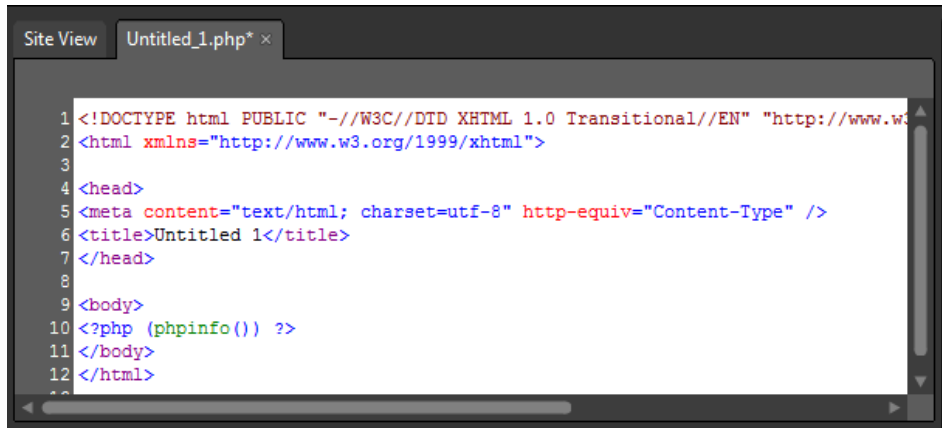 Site View Untitled_1.php* ×
1 <!DOCTYPE html PUBLIC "-//W3C//DTD XHTML 1.0 Transitional//EN" "http://www.w3
2 <html xmlns="http://www.w3.org/1999/xhtml">
3
4 <head>
5 <meta content="text/html; charset=utf-8" http-equiv="Content-Type" />
6 <title>Untitled 1</title>
7 </head>
8
9 <body>
10 <?php (phpinfo()) ?>
11 </body>
12 </html>